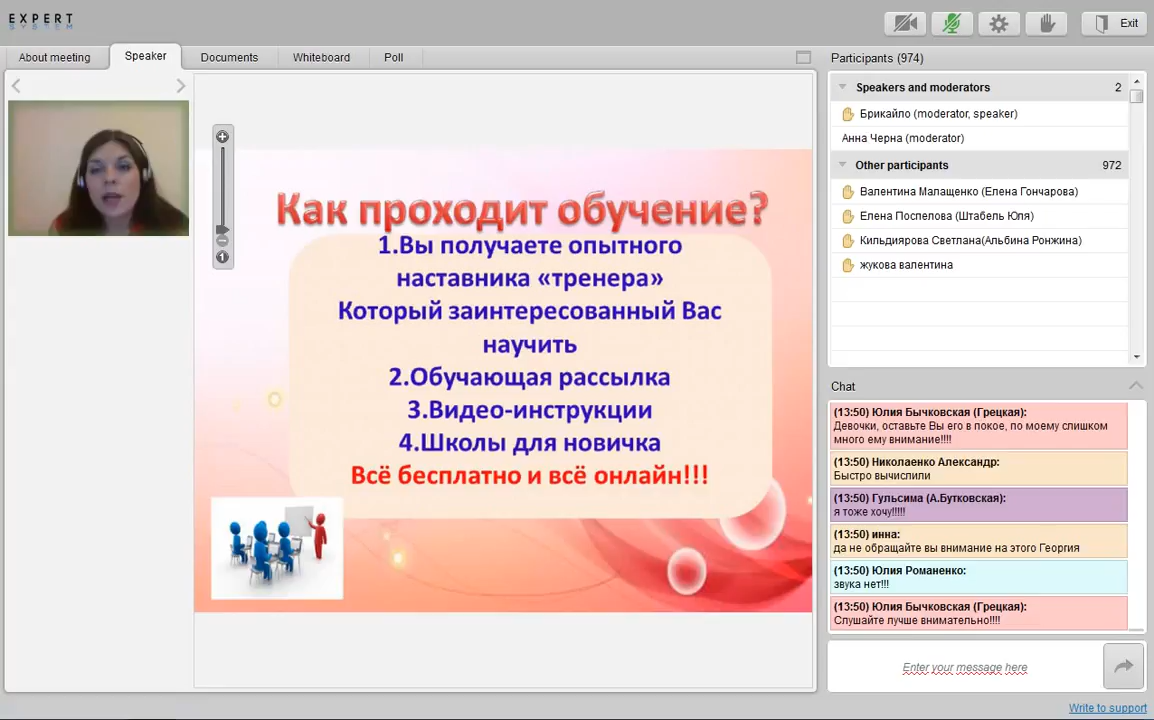 EXPERT
SYSTEM
Exit
About meeting
Speaker
Documents
Whiteboard
Poll
Participants (974)
Speakers and moderators 2
Брикайло (moderator, speaker)
Анна Черна (moderator)
Other participants 972
Валентина Малащенко (Елена Гончарова)
Елена Поспелова (Штабель Юля)
Кильдиярова Светлана(Альбина Ронжина)
жукова валентина
Как проходит обучение?
1.Вы получаете опытного
наставника «тренера»
Который заинтересованный Вас
научить
2.Обучающая рассылка
3.Видео-инструкции
4.Школы для новичка
Всё бесплатно и всё онлайн!!!
1
Chat
(13:50) Юлия Бычковская (Грецкая):
Девочки, оставьте Вы его в покое, по моему слишком
много ему внимание!!!!
(13:50) Николаенко Александр:
Быстро вычислили
(13:50) Гульсима (А.Бутковская):
я тоже хочу!!!!!
(13:50) инна:
да не обращайте вы внимание на этого Георгия
(13:50) Юлия Романенко:
звука нет!!!
(13:50) Юлия Бычковская (Грецкая):
Слушайте лучше внимательно!!!!
Enter your message here
Write to support